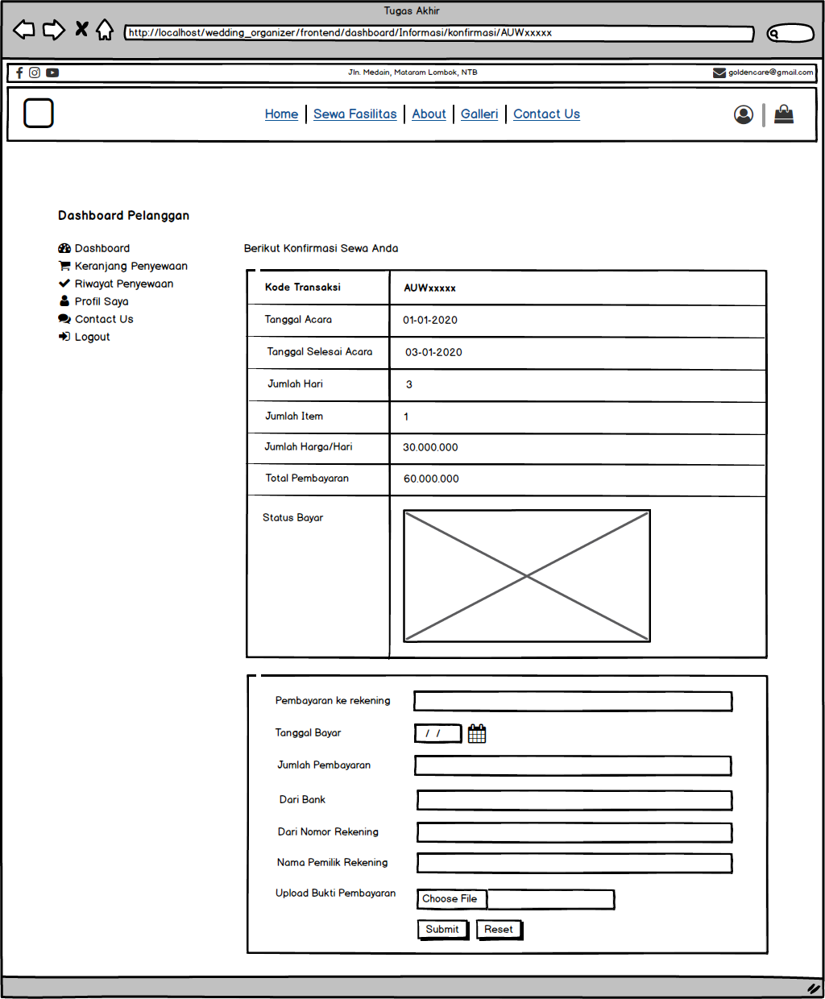 Tugas Akhir
http://localhost/wedding_organizer/frontend/dashboard/Informasi/konfirmasi/AUWxxxxx
Jln. Medain, Mataram Lombok, NTB
goldencare@gmail.com
Home | Sewa Fasilitas | About | Galleri | Contact Us
Dashboard Pelanggan
Dashboard
Keranjang Penyewaan
Riwayat Penyewaan
Profil Saya
Contact Us
Logout
Berikut Konfirmasi Sewa Anda
Kode Transaksi AUWxxxxx
Tanggal Acara 01-01-2020
Tanggal Selesai Acara 03-01-2020
Jumlah Hari 3
Jumlah Item 1
Jumlah Harga/Hari 30.000.000
Total Pembayaran 60.000.000
Status Bayar
Pembayaran ke rekening
Tanggal Bayar / /
Jumlah Pembayaran
Dari Bank
Dari Nomor Rekening
Nama Pemilik Rekening
Upload Bukti Pembayaran Choose File
Submit Reset